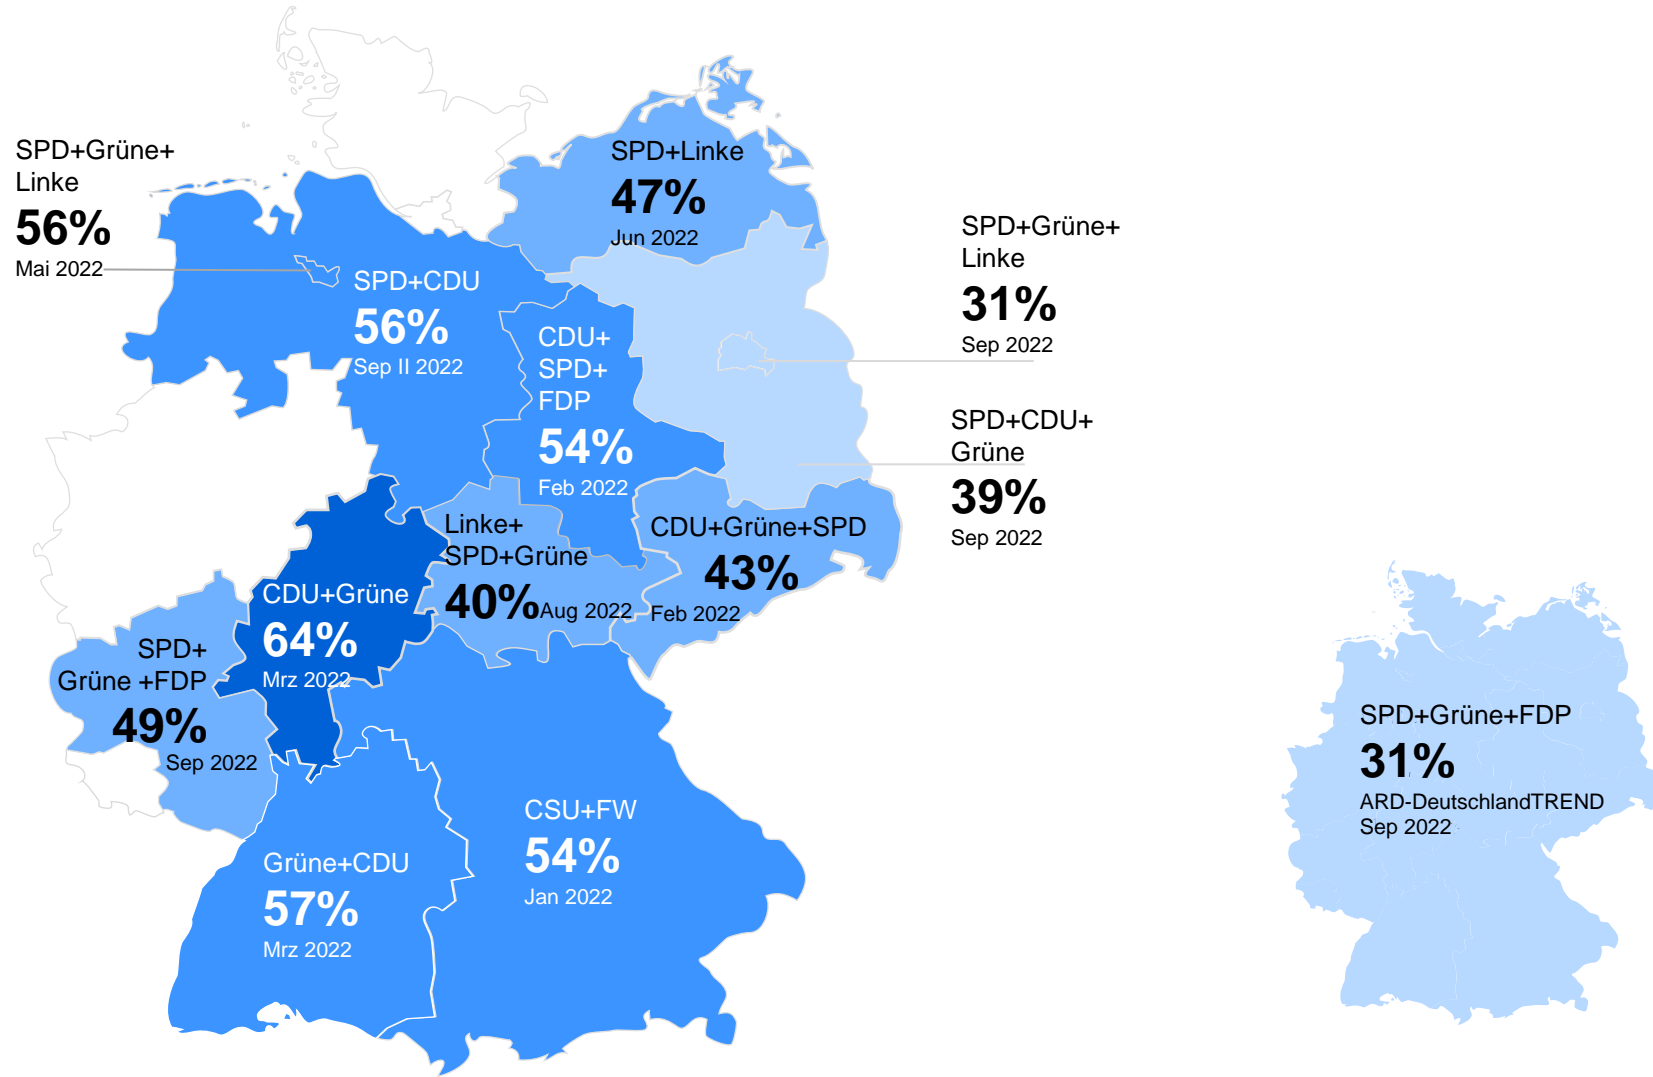 SPD+Grüne+
Linke
56%
Mai 2022
SPD+Linke
47%
Jun 2022
SPD+Grüne+
Linke
31%
Sep 2022
SPD+CDU
56%
Sep II 2022
CDU+
SPD+
FDP
54%
Feb 2022
SPD+CDU+
Grüne
39%
Sep 2022
Linke+
SPD+Grüne
40% Aug 2022
CDU+Grüne+SPD
43%
Feb 2022
CDU+Grüne
64%
Mrz 2022
SPD+
Grüne +FDP
49%
Sep 2022
SPD+Grüne+FDP
31%
ARD-DeutschlandTREND
Sep 2022
CSU+FW
54%
Jan 2022
Grüne+CDU
57%
Mrz 2022